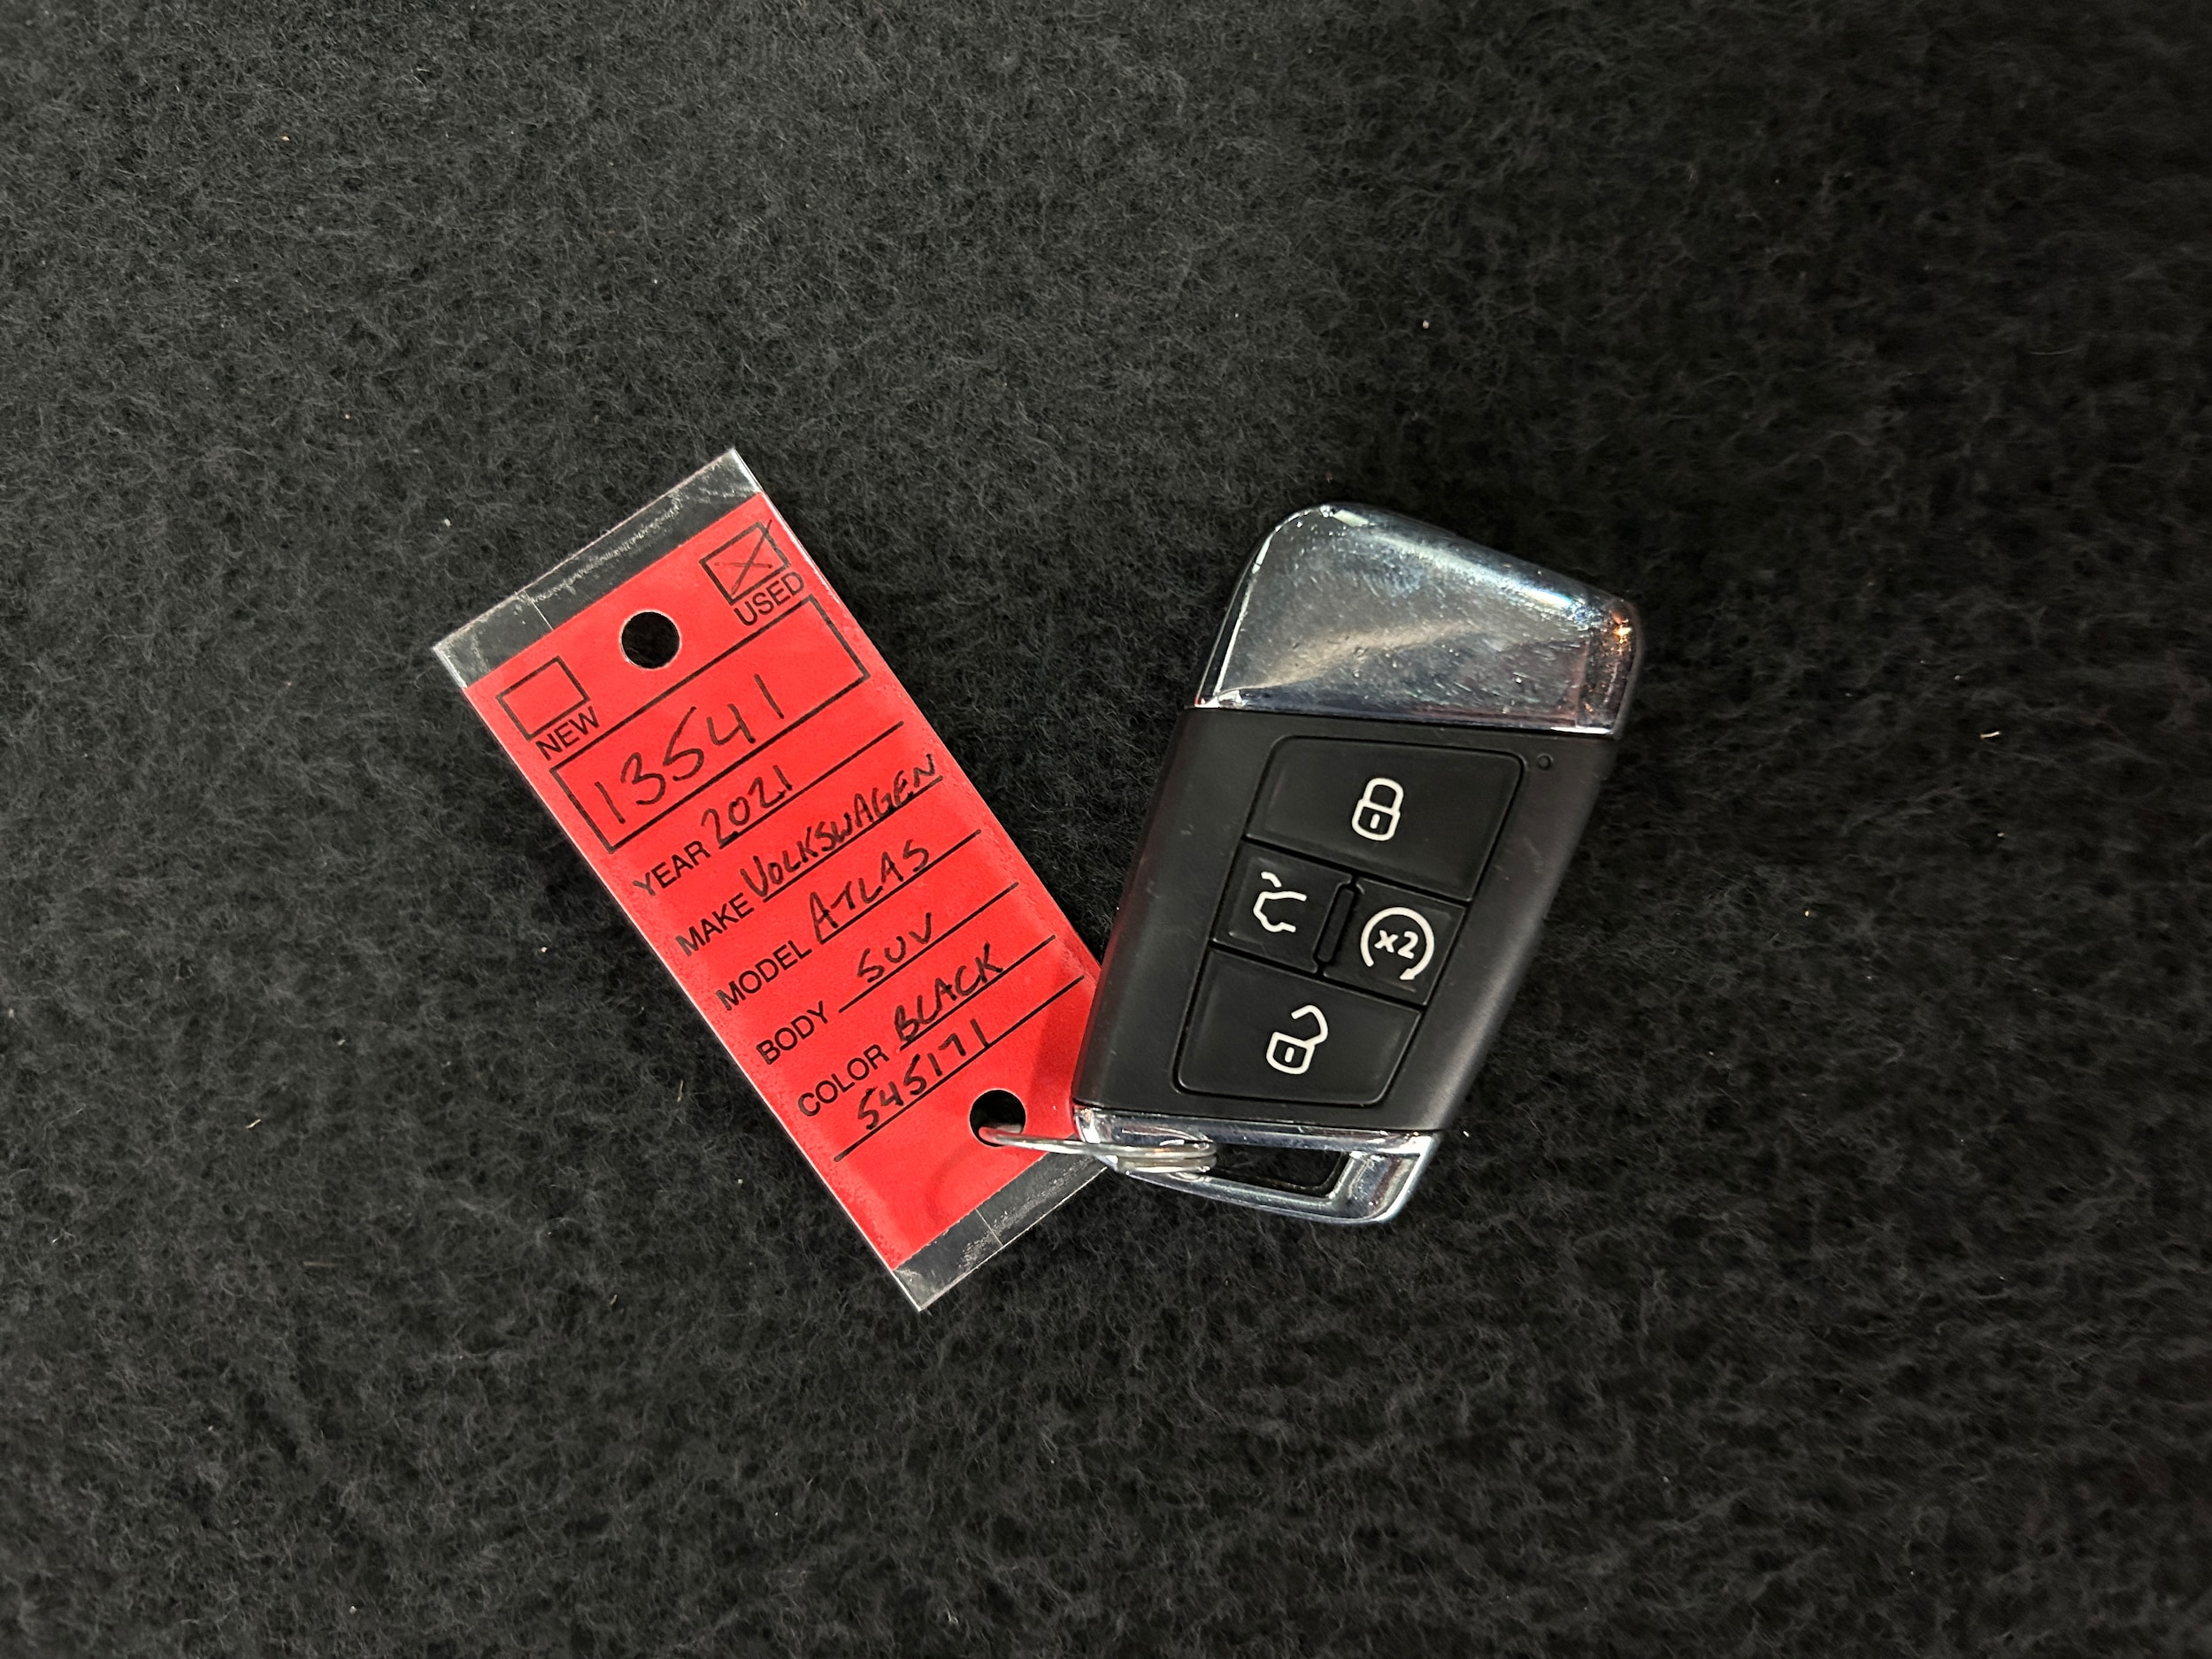 USED
NEW
13541
YEAR 2021
MAKE VOLKSWAGEN
MODEL ATLAS
BODY SUV
COLOR BLACK
545171
x2